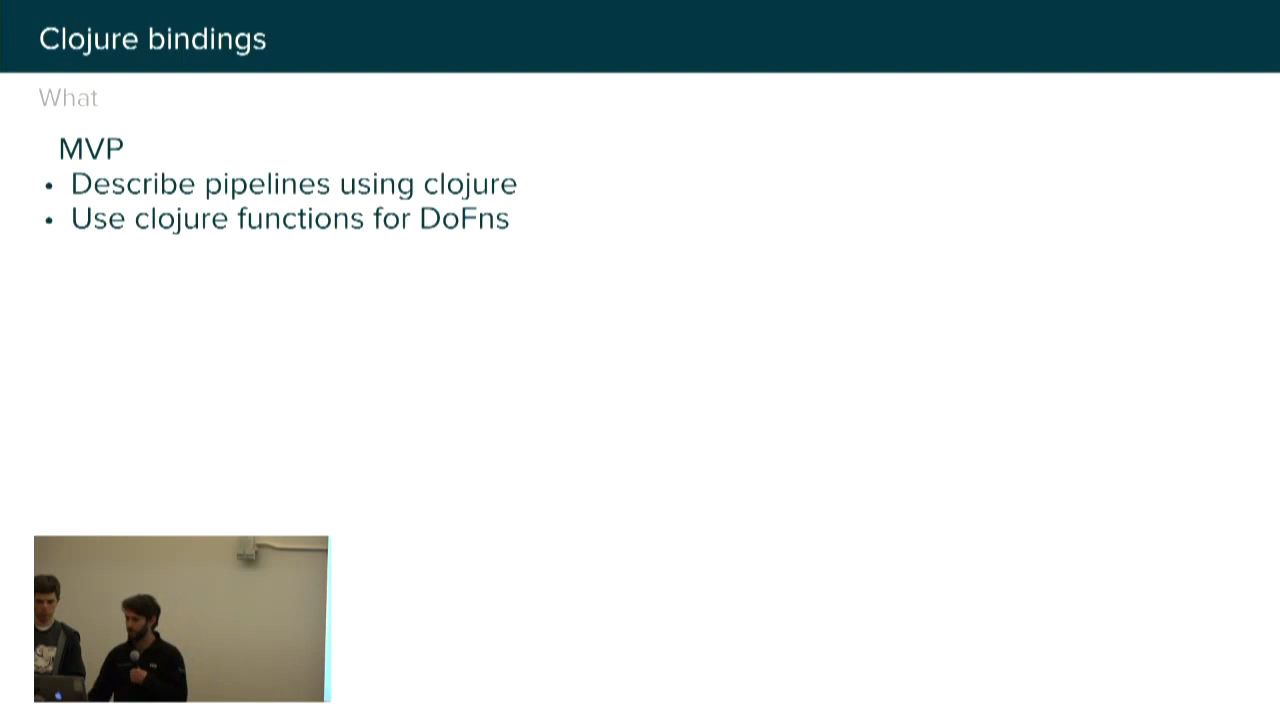 Clojure bindings
What
MVP
• Describe pipelines using clojure
• Use clojure functions for DoFns